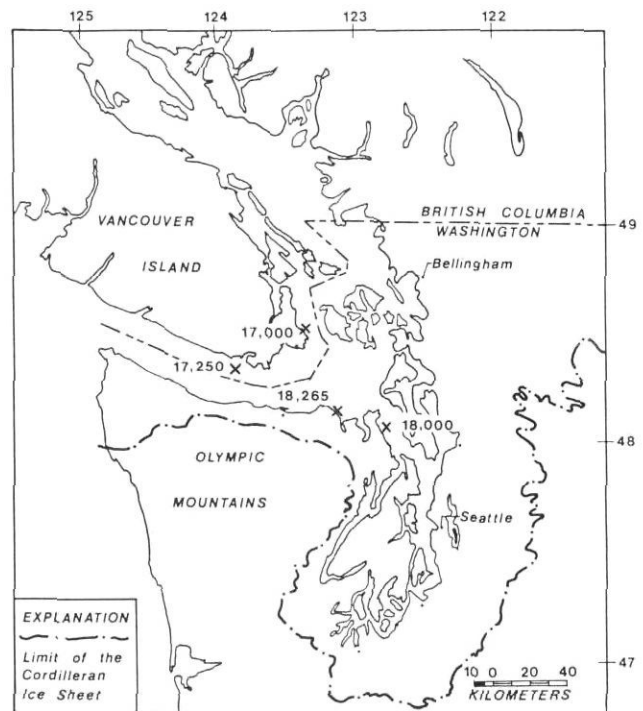 125 124 123 122
BRITISH COLUMBIA
49
WASHINGTON
VANCOUVER
ISLAND
Bellingham
17,000
17,250
18,265
18,000
48
OLYMPIC
MOUNTAINS
Seattle
EXPLANATION
Limit of the
Cordilleran
Ice Sheet
47
10 0 20 40
KILOMETERS